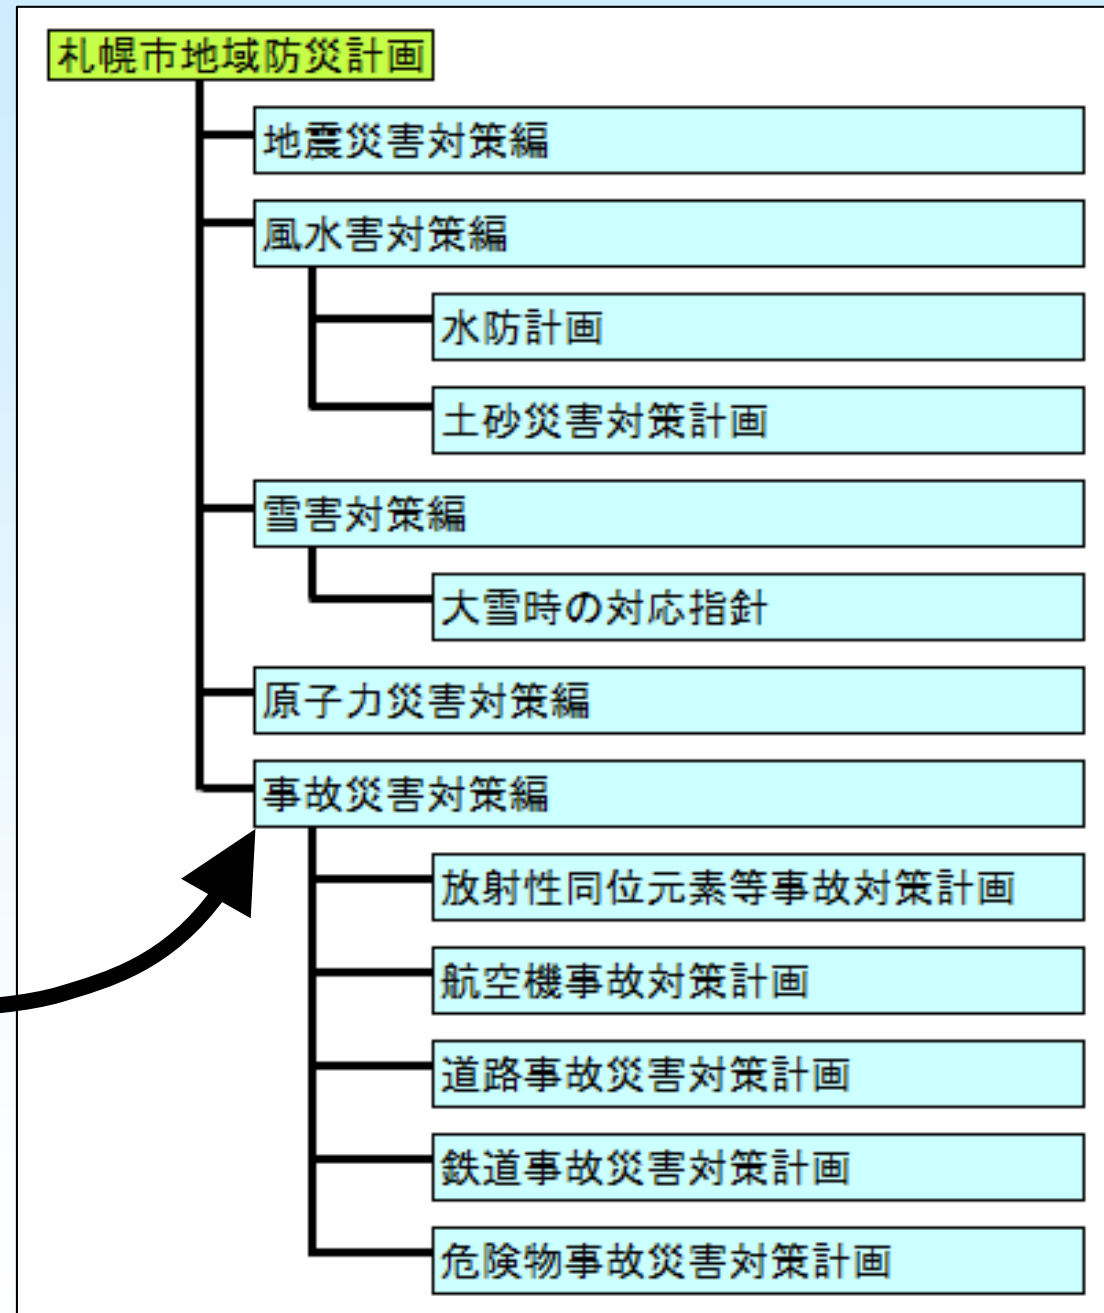 札幌市地域防災計画
地震災害対策編
風水害対策編
水防計画
土砂災害対策計画
雪害対策編
大雪時の対応指針
原子力災害対策編
事故災害対策編
放射性同位元素等事故対策計画
航空機事故対策計画
道路事故災害対策計画
鉄道事故災害対策計画
危険物事故災害対策計画